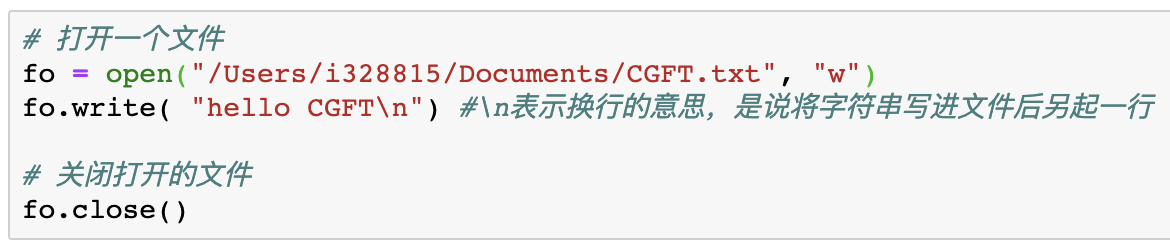 # 打开一个文件
fo = open("/Users/i328815/Documents/CGFT.txt", "w")
fo.write( "hello CGFT\n") #\n表示换行的意思，是说将字符串写进文件后另起一行
# 关闭打开的文件
fo.close()